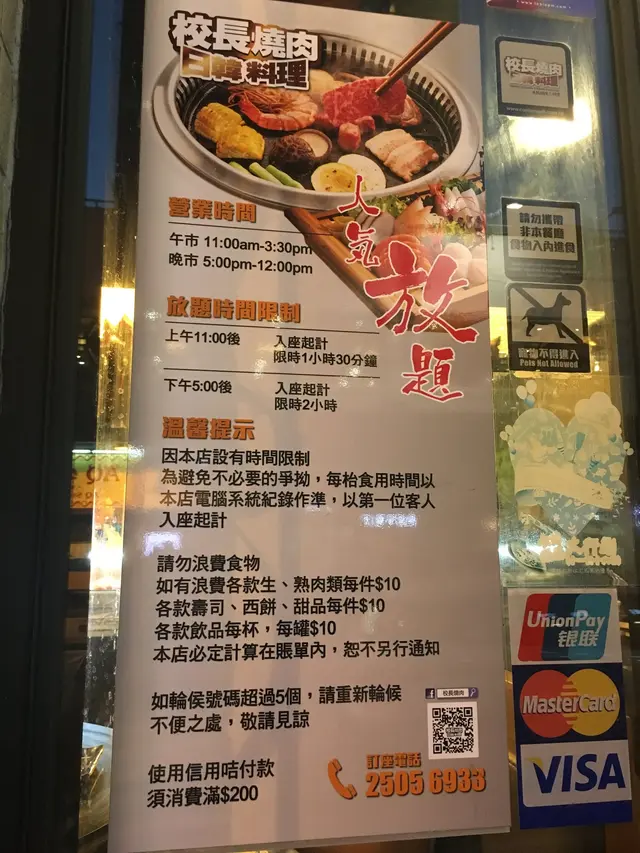 校長燒肉
日韓料理
人氣
放題
營業時間
午市 11:00am-3:30pm
晚市 5:00pm-12:00pm
放題時間限制
上午11:00後 入座起計
限時1小時30分鐘
下午5:00後 入座起計
限時2小時
溫馨提示
因本店設有時間限制
為避免不必要的爭拗，每枱食用時間以
本店電腦系統紀錄作準，以第一位客人
入座起計
請勿浪費食物
如有浪費各款生、熟肉類每件$10
各款壽司、西餅、甜品每件$10
各款飲品每杯，每罐$10
本店必定計算在賬單內，恕不另行通知
如輪侯號碼超過5個，請重新輪候
不便之處，敬請見諒
使用信用咭付款
須消費滿$200
校長燒肉
訂座電話
2505 6933
校長燒肉
日韓料理
請勿攜帶
非本餐廳
食物入內進食
寵物不得進入
Pets Not Allowed
UnionPay
银联
MasterCard
VISA